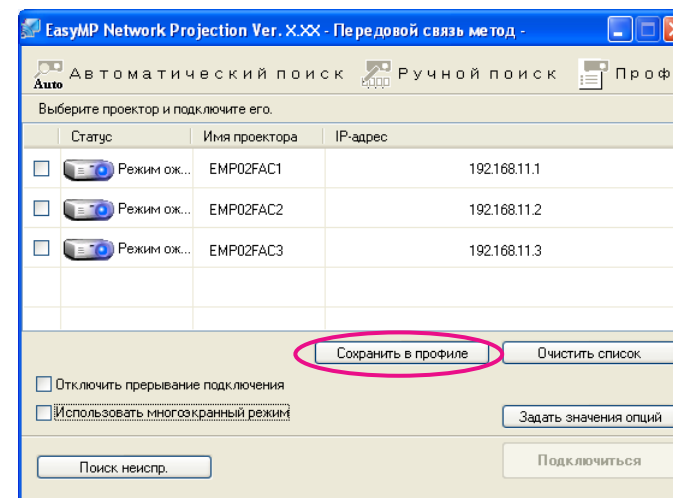 EasyMP Network Projection Ver. X.XX - Передовой связь метод -
Auto Автоматический поиск Ручной поиск Проф
Выберите проектор и подключите его.
Статус Имя проектора IP-адрес
Режим ож... EMP02FAC1 192.168.11.1
Режим ож... EMP02FAC2 192.168.11.2
Режим ож... EMP02FAC3 192.168.11.3
Сохранить в профиле Очистить список
Отключить прерывание подключения
Использовать многоэкранный режим Задать значения опций
Поиск неиспр. Подключиться